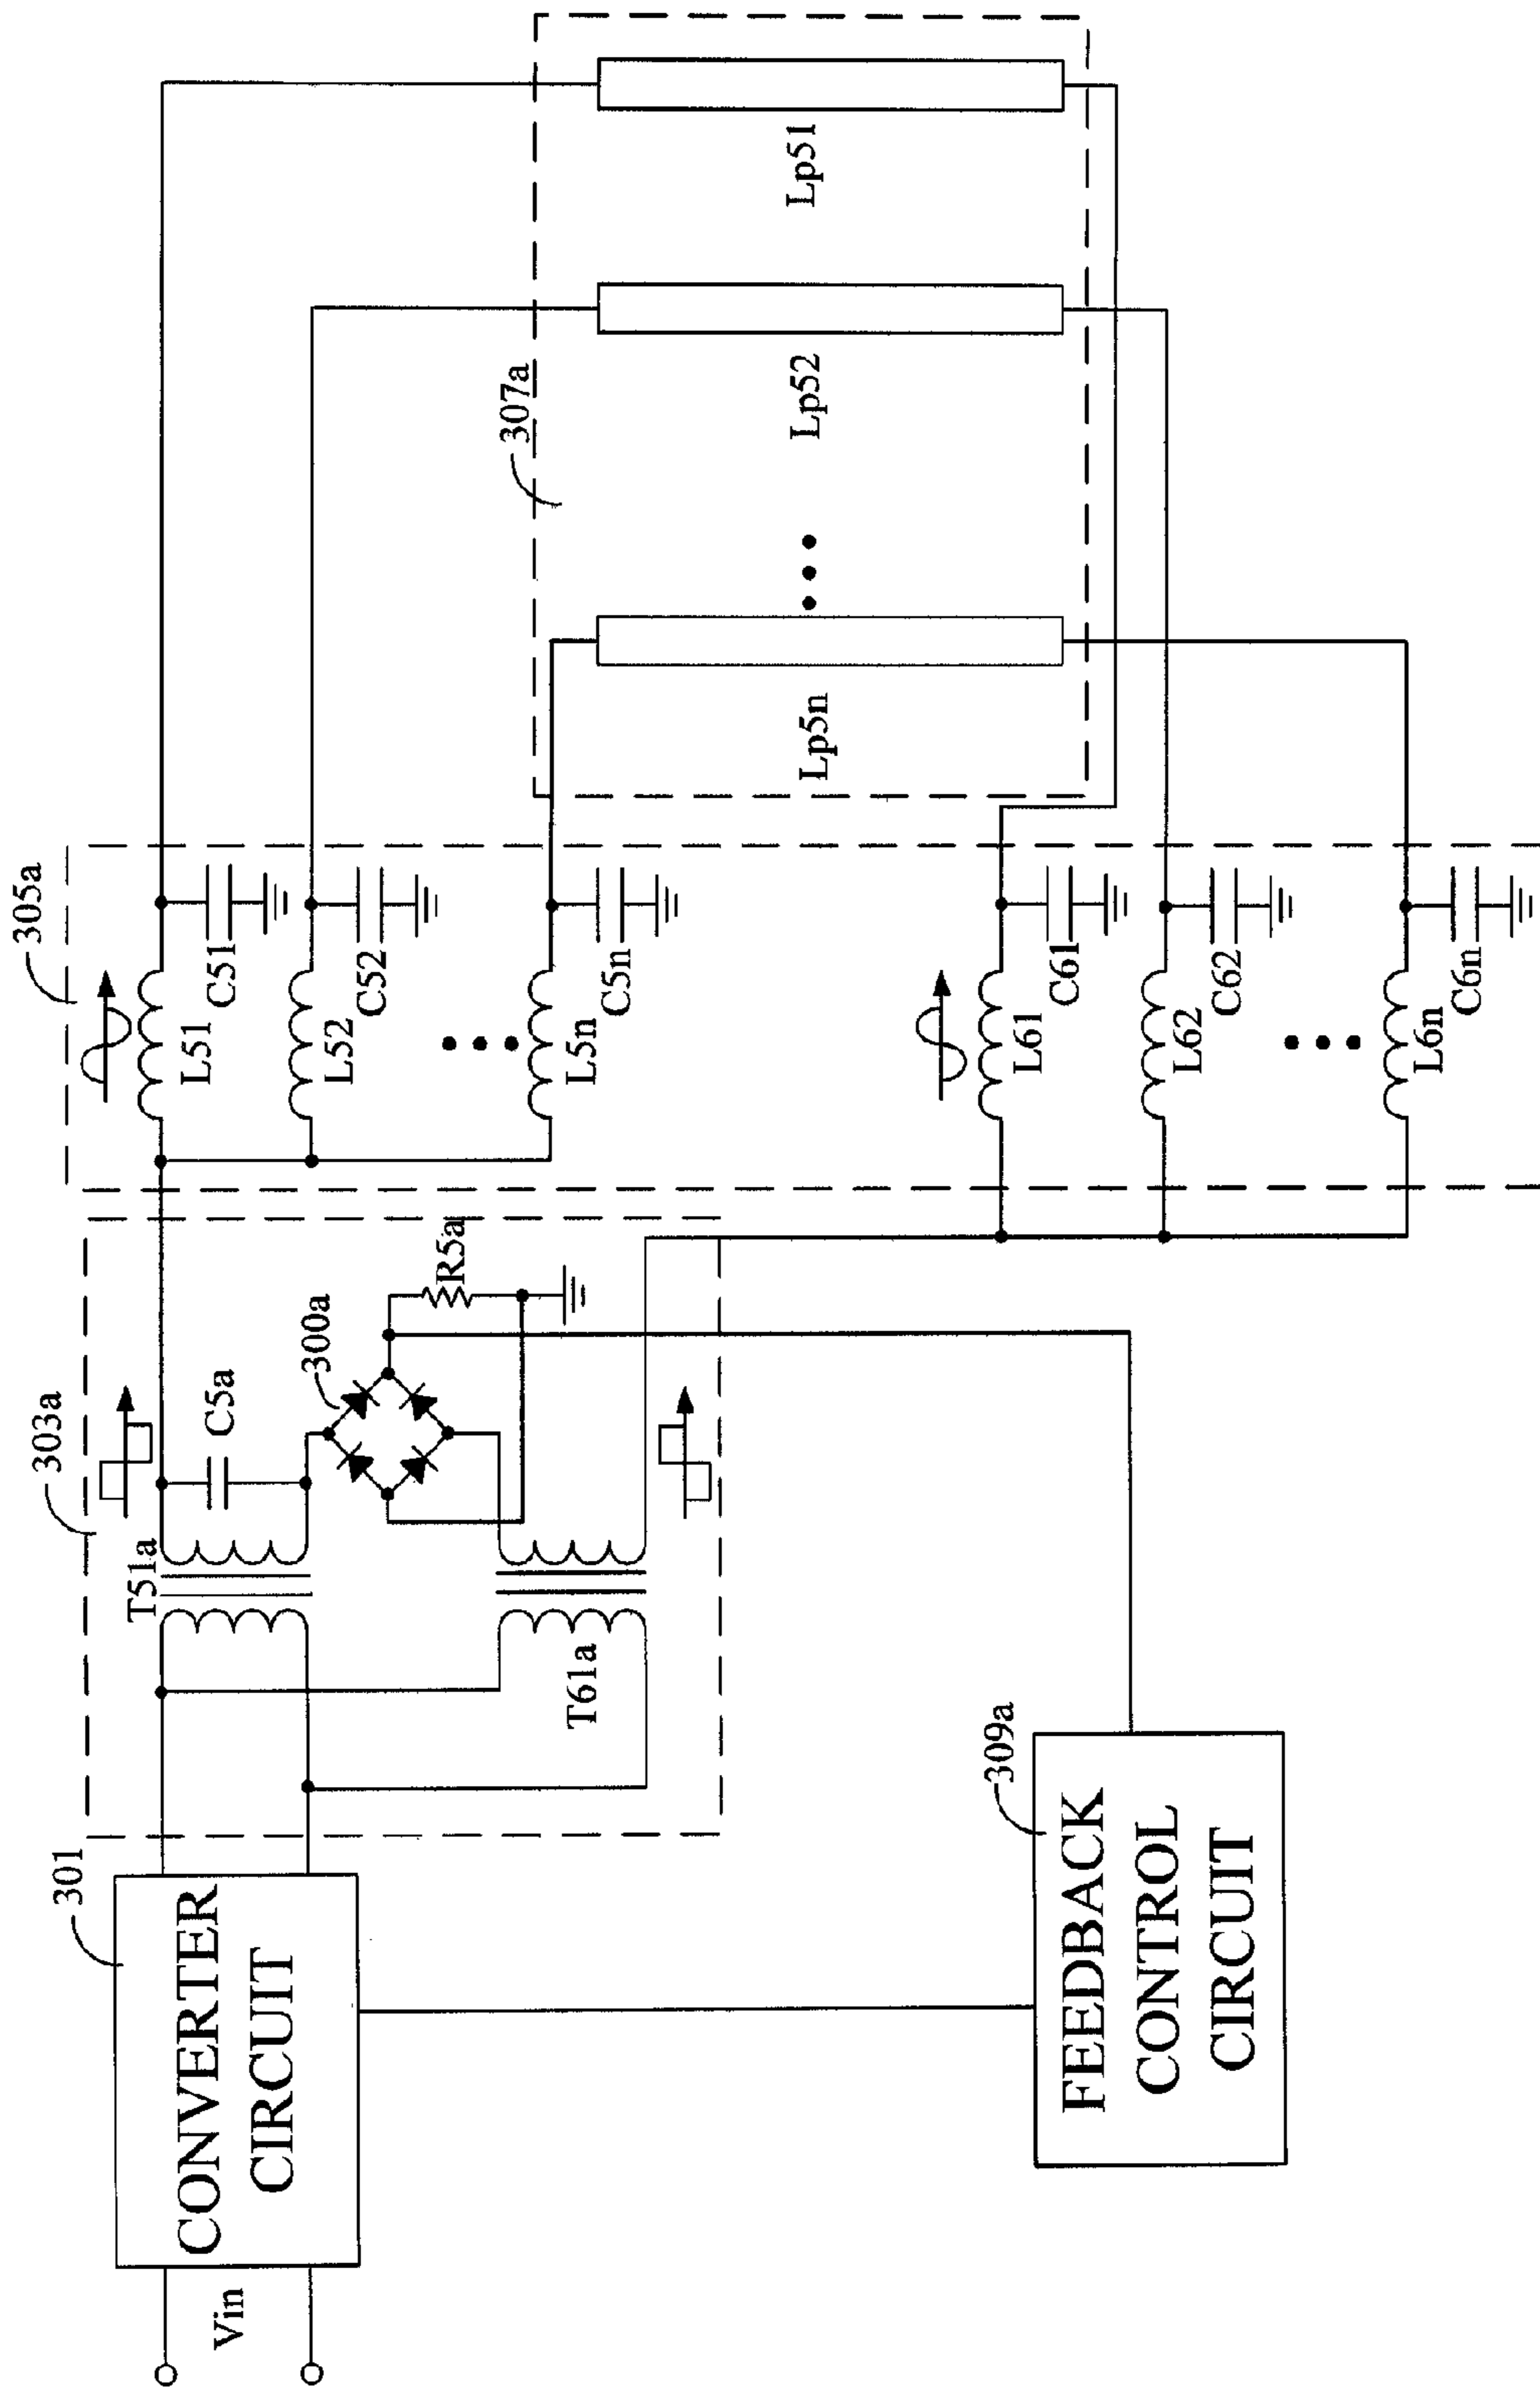 Vin
CONVERTER
CIRCUIT
301
303a
T51a
T61a
C5a
300a
R5a
305a
L51
C51
L52
C52
L5n
C5n
L61
C61
L62
C62
L6n
C6n
307a
Lp5n
Lp52
Lp51
309a
FEEDBACK
CONTROL
CIRCUIT